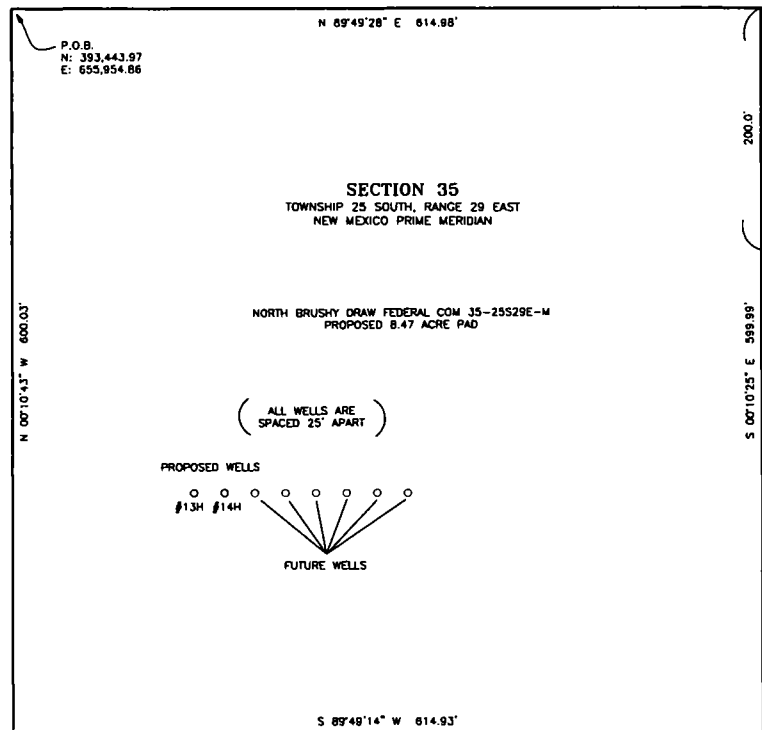 N 89°49'28" E 614.98'
P.O.B.
N: 393,443.97
E: 655,954.86
200.0'
SECTION 35
TOWNSHIP 25 SOUTH, RANGE 29 EAST
NEW MEXICO PRIME MERIDIAN
N 00°10'43" W 600.03'
NORTH BRUSHY DRAW FEDERAL COM 35-25S29E-M
PROPOSED 8.47 ACRE PAD
S 00°10'25" E 599.99'
ALL WELLS ARE
SPACED 25' APART
PROPOSED WELLS
#13H #14H
FUTURE WELLS
S 89°49'14" W 614.93'